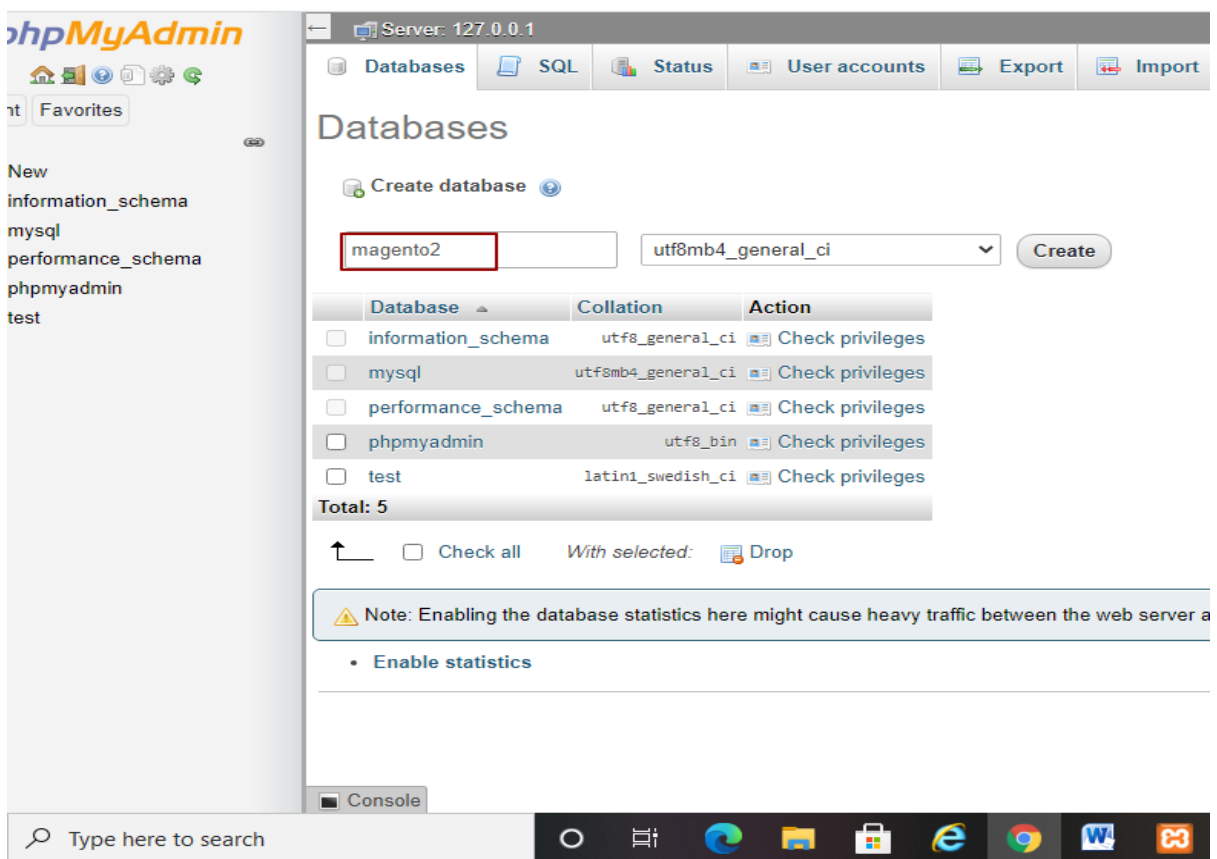 phpMyAdmin
nt Favorites
New
information_schema
mysql
performance_schema
phpmyadmin
test
Server: 127.0.0.1
Databases SQL Status User accounts Export Import
Databases
Create database
magento2 utf8mb4_general_ci Create
Database Collation Action
information_schema utf8_general_ci Check privileges
mysql utf8mb4_general_ci Check privileges
performance_schema utf8_general_ci Check privileges
phpmyadmin utf8_bin Check privileges
test latin1_swedish_ci Check privileges
Total: 5
Check all With selected: Drop
Note: Enabling the database statistics here might cause heavy traffic between the web server a
• Enable statistics
Console
Type here to search